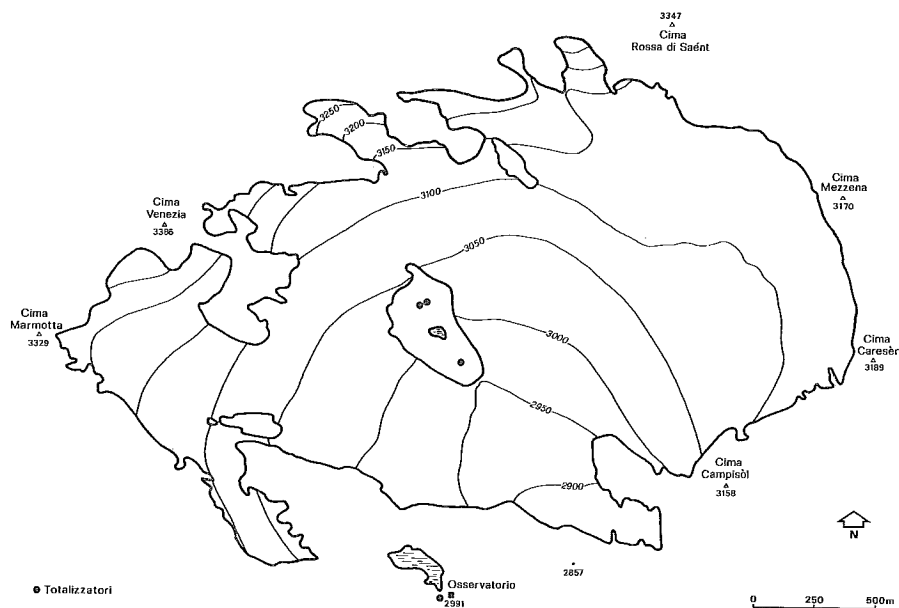 3347
Cima
Rossa di Saént
3250
3200
3150
Cima
Mezzena
3170
3100
Cima
Venezia
3386
3050
Cima
Marmotta
3329
3000
Cima
Caresèr
3189
2950
Cima
Campisòl
3158
2900
N
2857
Totalizzatori
Osservatorio
2991
0 250 500m